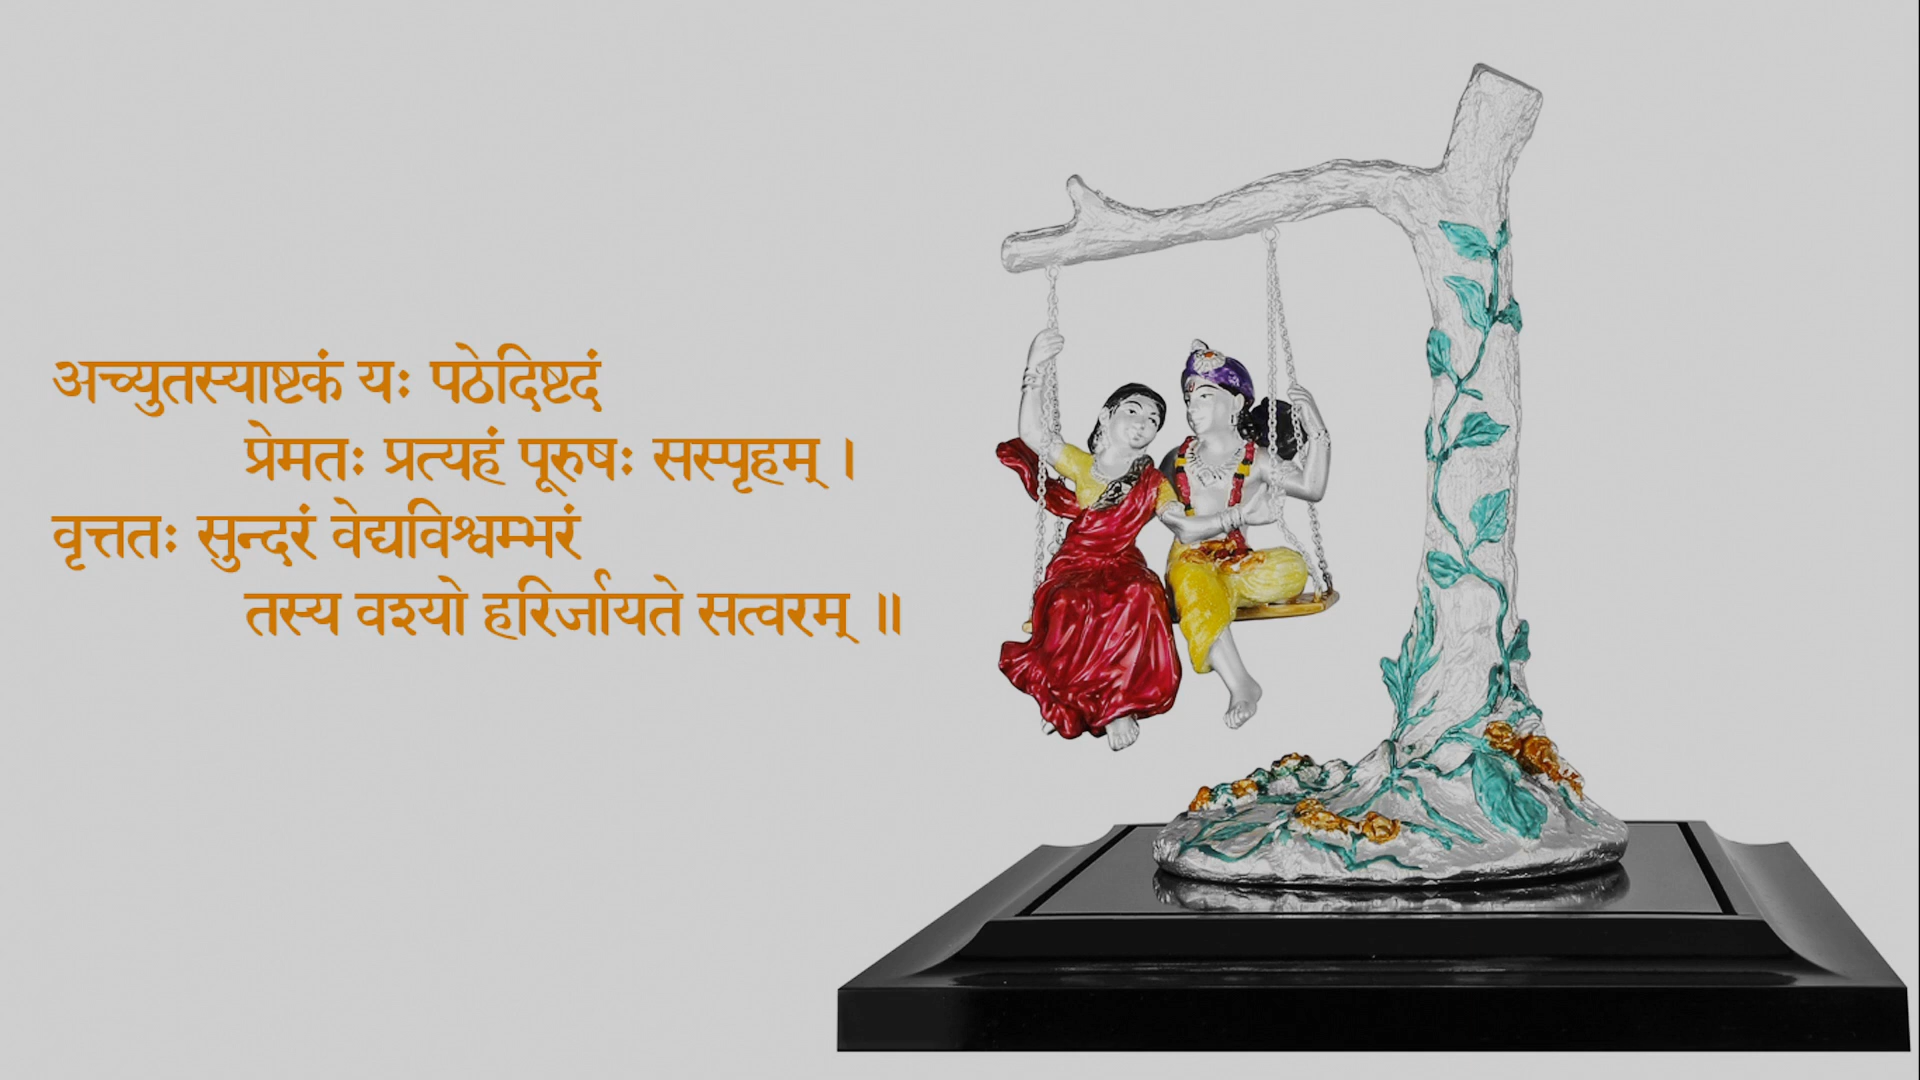 अच्युतस्याष्टकं यः पठेदिष्टदं
प्रेमतः प्रत्यहं पूरुषः सस्पृहम् ।
वृत्ततः सुन्दरं वेद्यविश्वम्भरं
तस्य वश्यो हरिर्जायते सत्वरम् ॥